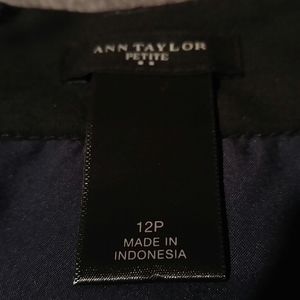 ANN TAYLOR
PETITE
12P
MADE IN
INDONESIA